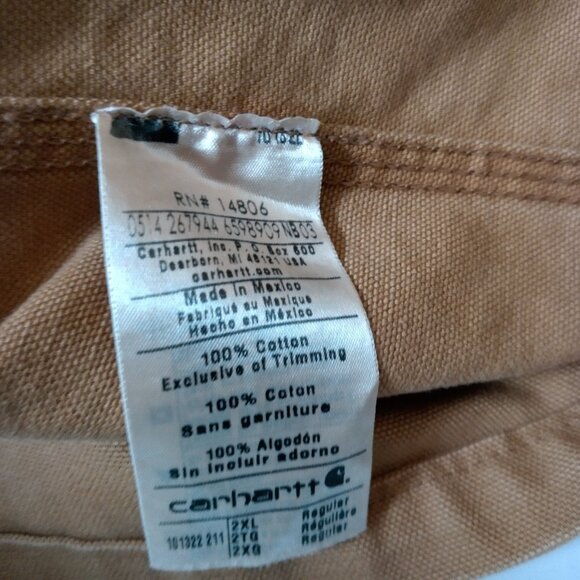 RN# 14806
0514 267944 6598909 NB03
Carhartt, Inc. P.O. Box 600
Dearborn, MI 48121 USA
carhartt.com
Made in Mexico
Fabriqué au Mexique
Hecho en México
100% Cotton
Exclusive of Trimming
100% Coton
Sans garniture
100% Algodón
Sin incluir adorno
carhartt
101322 211
2XL Regular
2TG Régulière
2XG Regular